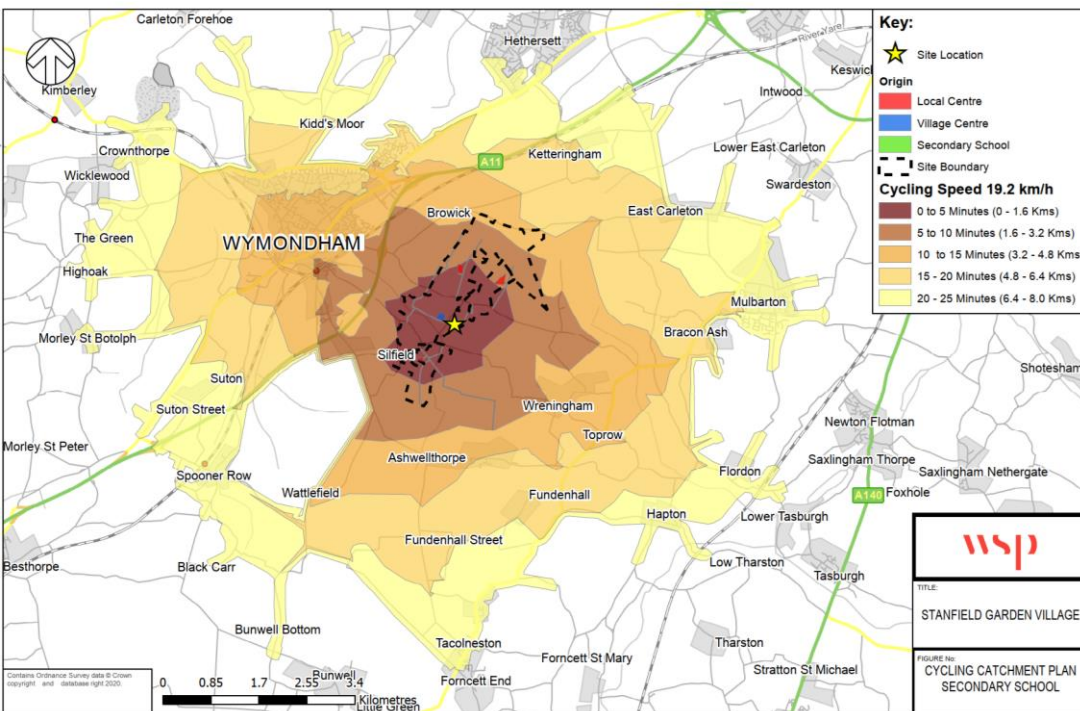 Carleton Forehoe
Hethersett
River Yare
Keswic
Kimberley
Intwood
Kidd's Moor
Crownthorpe
A11
Ketteringham
Lower East Carleton
Wicklewood
Swardeston
Browick
East Carleton
The Green
WYMONDHAM
Highoak
Mulbarton
Bracon Ash
Morley St Botolph
Silfield
Shotesham
Suton
Wreningham
Suton Street
Newton Flotman
Toprow
Morley St Peter
Ashwellthorpe
Saxlingham Thorpe
Saxlingham Nethergate
Spooner Row
Flordon
Wattlefield
Fundenhall
A140
Foxhole
Hapton
Lower Tasburgh
Fundenhall Street
Besthorpe
Black Carr
Low Tharston
Tasburgh
Bunwell Bottom
Tacolneston
Tharston
Forncett St Mary
Stratton St Michael
Bunwell
Forncett End
Little Green
Key:
Site Location
Origin
Local Centre
Village Centre
Secondary School
Site Boundary
Cycling Speed 19.2 km/h
0 to 5 Minutes (0 - 1.6 Kms)
5 to 10 Minutes (1.6 - 3.2 Kms)
10 to 15 Minutes (3.2 - 4.8 Kms
15 - 20 Minutes (4.8 - 6.4 Kms)
20 - 25 Minutes (6.4 - 8.0 Kms)
Contains Ordnance Survey data © Crown
copyright and database right 2020.
0 0.85 1.7 2.55 3.4
Kilometres
wsp
TITLE:
STANFIELD GARDEN VILLAGE
FIGURE No:
CYCLING CATCHMENT PLAN
SECONDARY SCHOOL